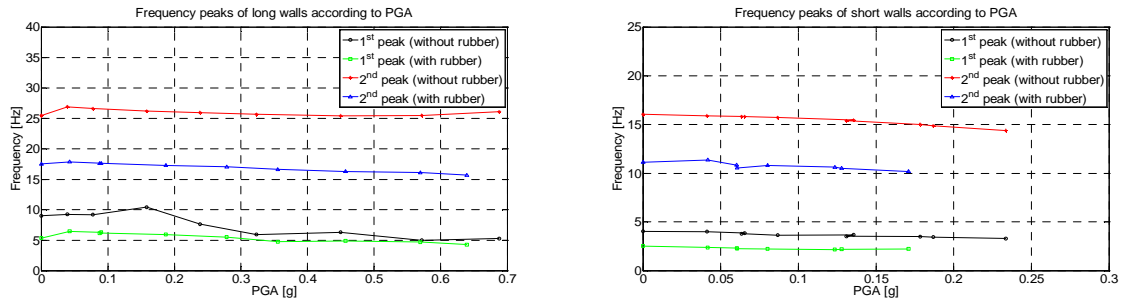 Frequency peaks of long walls according to PGA
40
35
30
25
20
15
10
5
0
Frequency [Hz]
1st peak (without rubber)
1st peak (with rubber)
2nd peak (without rubber)
2nd peak (with rubber)
0 0.1 0.2 0.3 0.4 0.5 0.6 0.7
PGA [g]
Frequency peaks of short walls according to PGA
25
20
15
10
5
0
Frequency [Hz]
1st peak (without rubber)
1st peak (with rubber)
2nd peak (without rubber)
2nd peak (with rubber)
0 0.05 0.1 0.15 0.2 0.25 0.3
PGA [g]